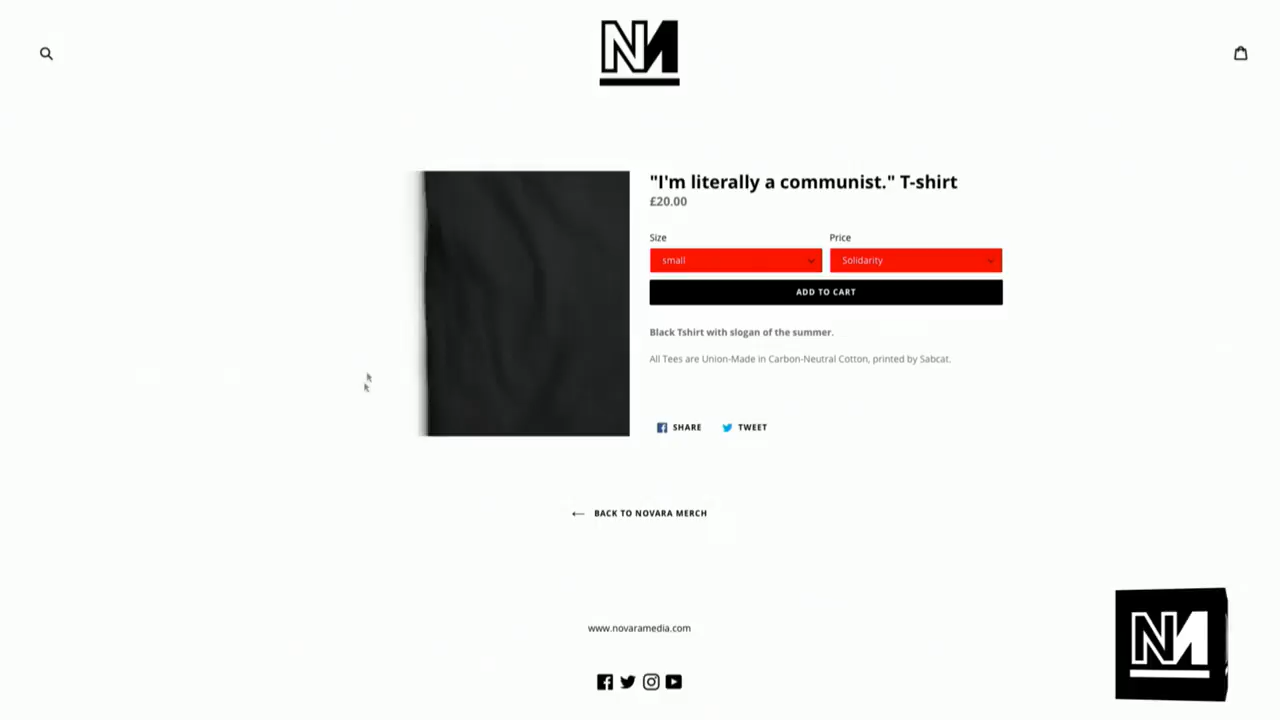 NM
"I'm literally a communist." T-shirt
£20.00
Size
Price
small
Solidarity
ADD TO CART
Black Tshirt with slogan of the summer.
All Tees are Union-Made in Carbon-Neutral Cotton, printed by Sabcat.
SHARE
TWEET
BACK TO NOVARA MERCH
www.novaramedia.com
NM